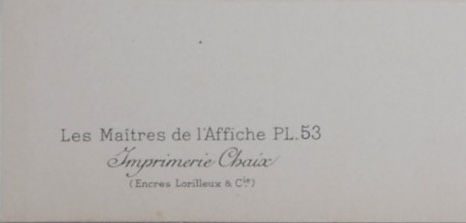 Les Maîtres de l'Affiche PL.53
Imprimerie Chaix
(Encres Lorilleux & Cie)